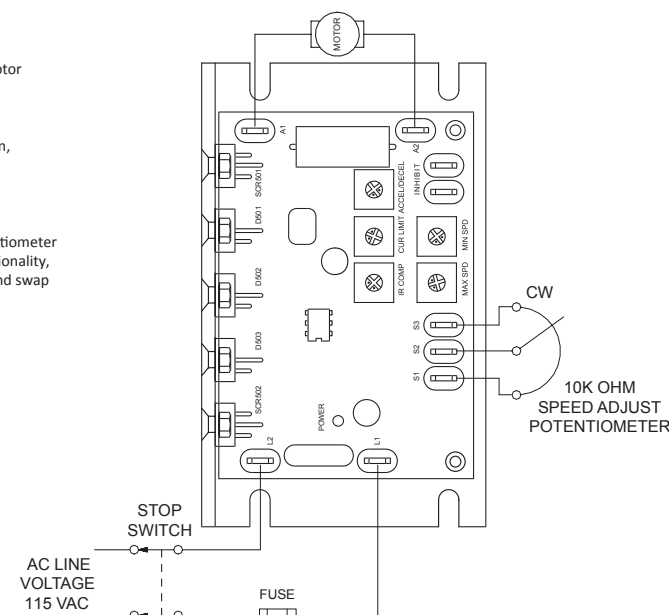 otor
n,
tiometer
ionality,
nd swap
MOTOR
A1
A2
SCR501
D501
D502
D503
SCR502
INHIBIT
ACCEL/DECEL
CUR LIMIT
MIN SPD
IR COMP
MAX SPD
S3
S2
S1
CW
10K OHM
SPEED ADJUST
POTENTIOMETER
POWER
L2
L1
STOP
SWITCH
AC LINE
VOLTAGE
115 VAC
FUSE